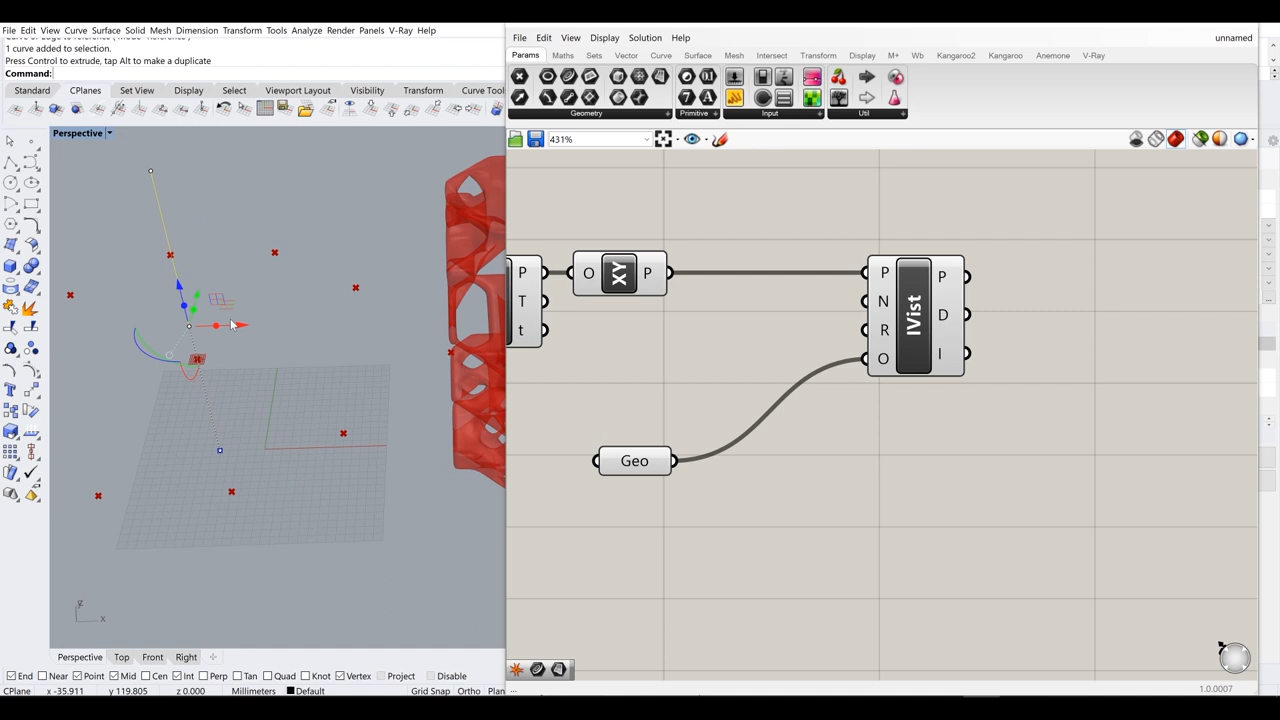 File Edit View Curve Surface Solid Mesh Dimension Transform Tools Analyze Render Panels V-Ray Help
1 curve added to selection.
Press Control to extrude, tap Alt to make a duplicate
Command:
Standard CPlanes Set View Display Select Viewport Layout Visibility Transform Curve Tool
Perspective
z
x
Perspective Top Front Right
End Near Point Mid Cen Int Perp Tan Quad Knot Vertex Project Disable
CPlane x -35.911 y 119.805 z 0.000 Millimeters Default Grid Snap Ortho Plan
File Edit View Display Solution Help unnamed
Params Maths Sets Vector Curve Surface Mesh Intersect Transform Display M+ Wb Kangaroo2 Kangaroo Anemone V-Ray
Geometry Primitive Input Util
431%
P
T
t
O XY P
P
N
R
O
IVist
P
D
I
Geo
...
1.0.0007